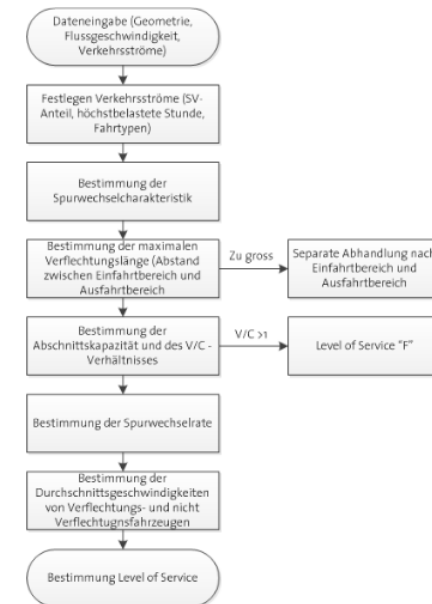 Dateneingabe (Geometrie,
Flussgeschwindigkeit,
Verkehrsströme)
Festlegen Verkehrsströme (SV-
Anteil, höchstbelastete Stunde,
Fahrtypen)
Bestimmung der
Spurwechselcharakteristik
Bestimmung der maximalen
Verflechtungslänge (Abstand
zwischen Einfahrtbereich und
Ausfahrtbereich
Zu gross
Separate Abhandlung nach
Einfahrtbereich und
Ausfahrtbereich
Bestimmung der
Abschnittskapazität und des V/C -
Verhältnisses
V/C >1
Level of Service "F"
Bestimmung der Spurwechselrate
Bestimmung der
Durchschnittsgeschwindigkeiten
von Verflechtungs- und nicht
Verflechtugnsfahrzeugen
Bestimmung Level of Service